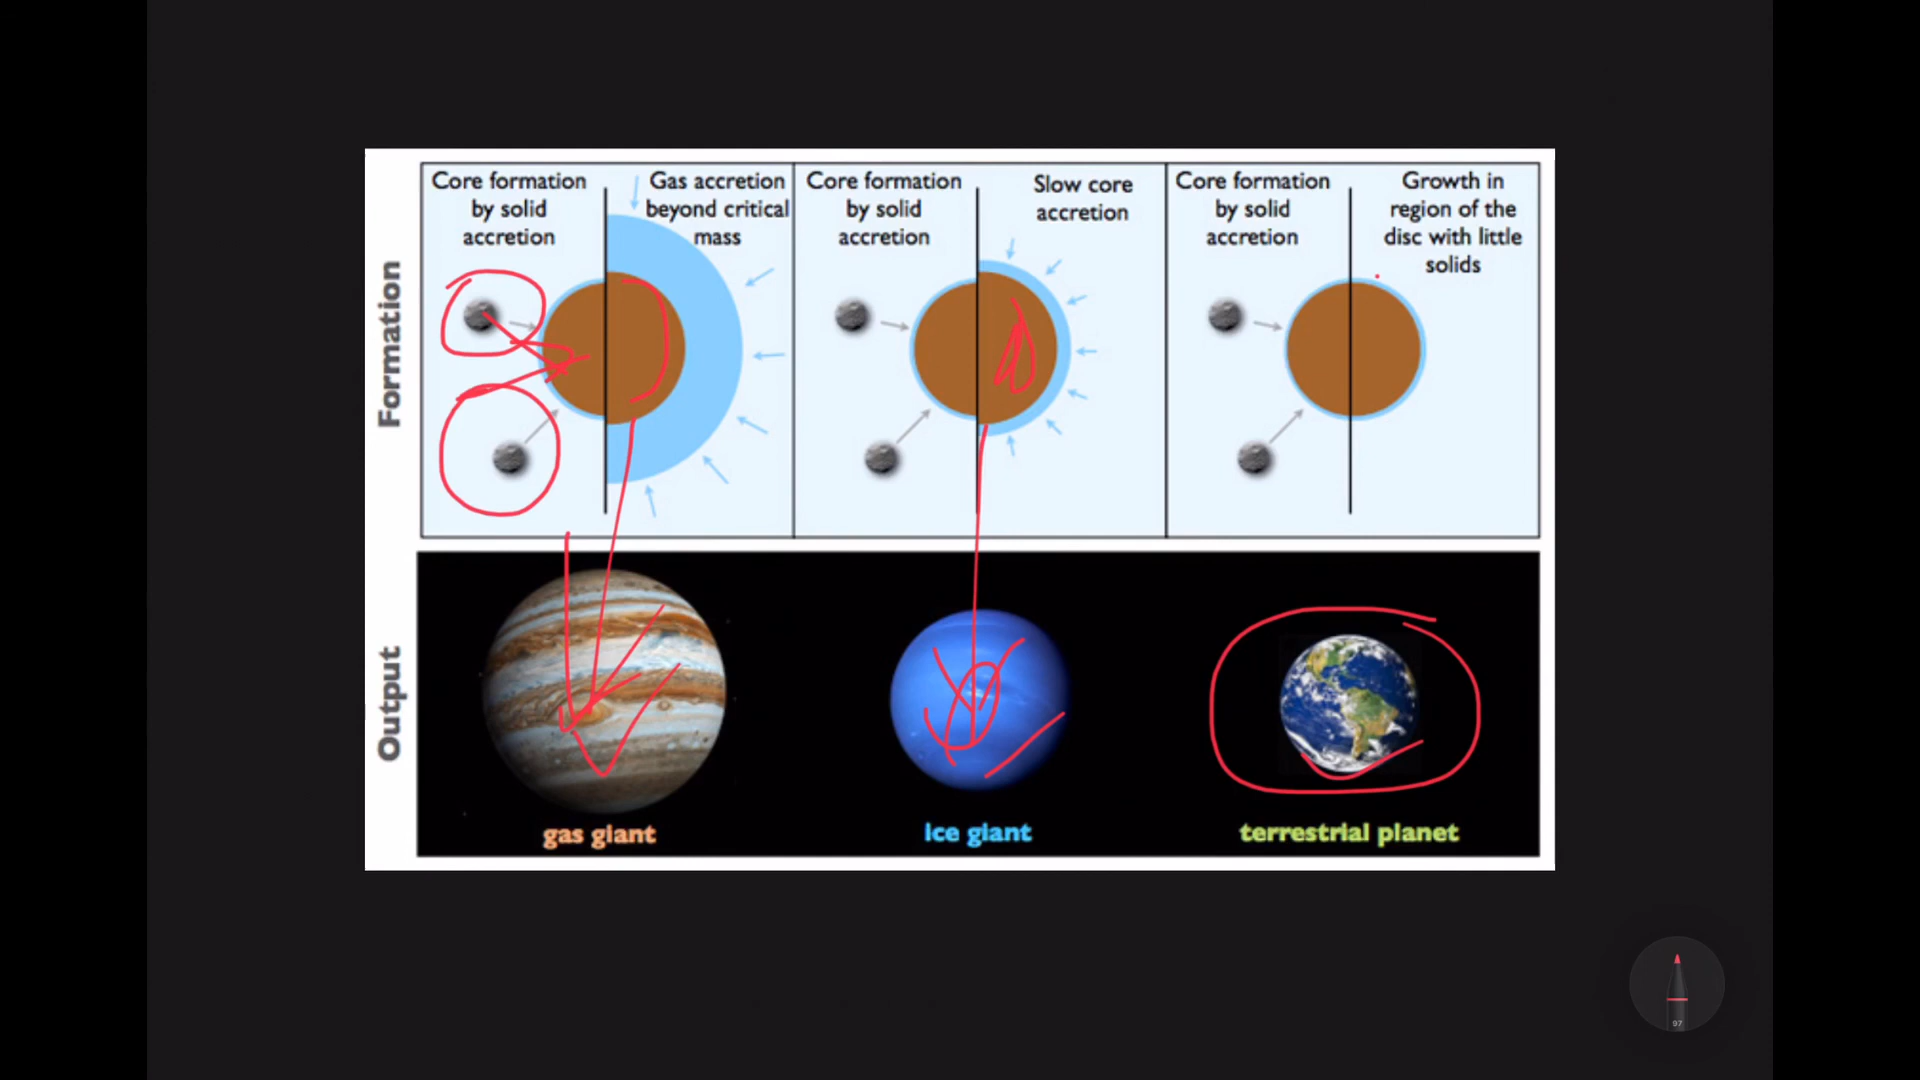 Core formation
by solid
accretion
Gas accretion
beyond critical
mass
Core formation
by solid
accretion
Slow core
accretion
Core formation
by solid
accretion
Growth in
region of the
disc with little
solids
Formation
Output
gas giant
ice giant
terrestrial planet
97